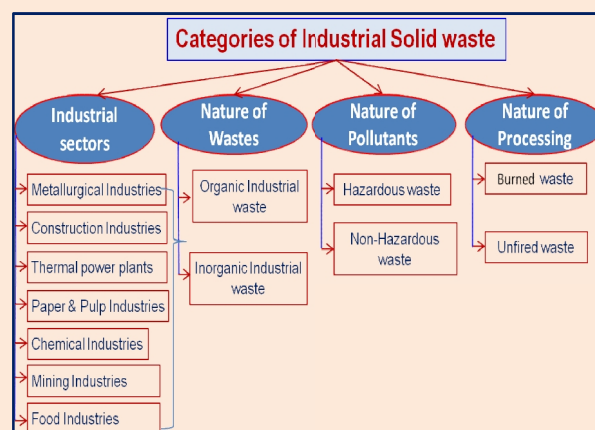 Categories of Industrial Solid waste
Industrial
sectors
Nature of
Wastes
Nature of
Pollutants
Nature of
Processing
Metallurgical Industries
Construction Industries
Thermal power plants
Paper & Pulp Industries
Chemical Industries
Mining Industries
Food Industries
Organic Industrial
waste
Inorganic Industrial
waste
Hazardous waste
Non-Hazardous
waste
Burned waste
Unfired waste